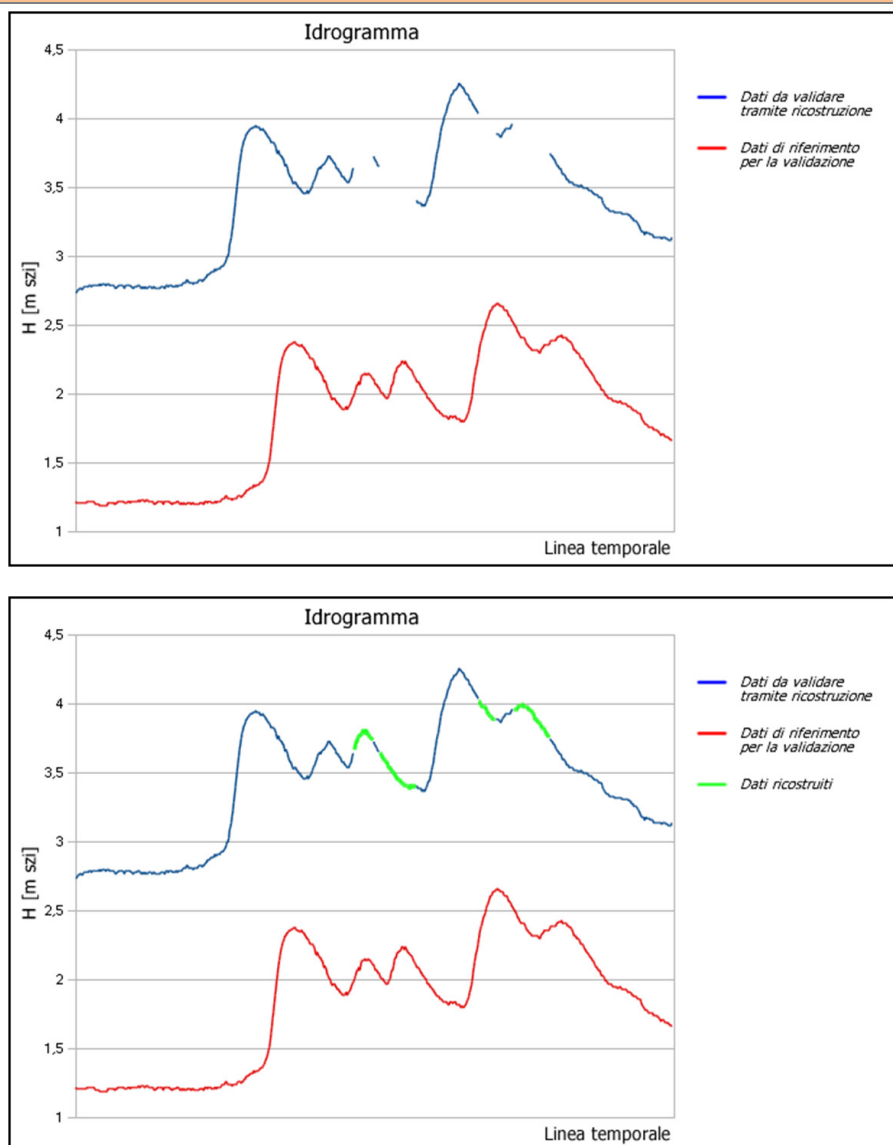 Idrogramma
4,5
4
3,5
3
2,5
2
1,5
1
H [m szi]
Linea temporale
Dati da validare
tramite ricostruzione
Dati di riferimento
per la validazione
Idrogramma
4,5
4
3,5
3
2,5
2
1,5
1
H [m szi]
Linea temporale
Dati da validare
tramite ricostruzione
Dati di riferimento
per la validazione
Dati ricostruiti